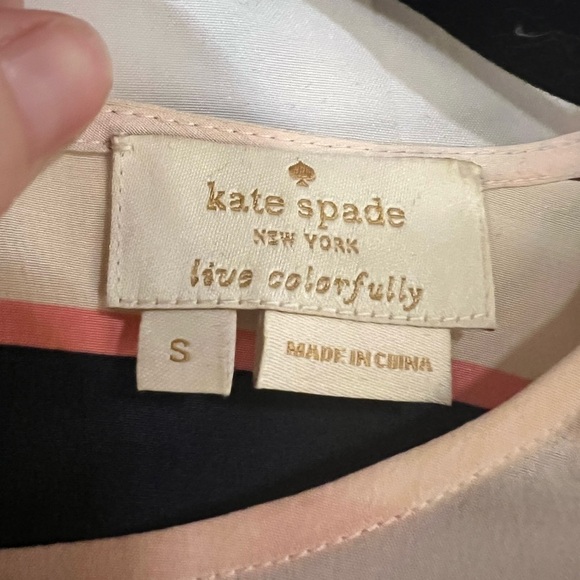 kate spade
NEW YORK
live colorfully
S
MADE IN CHINA